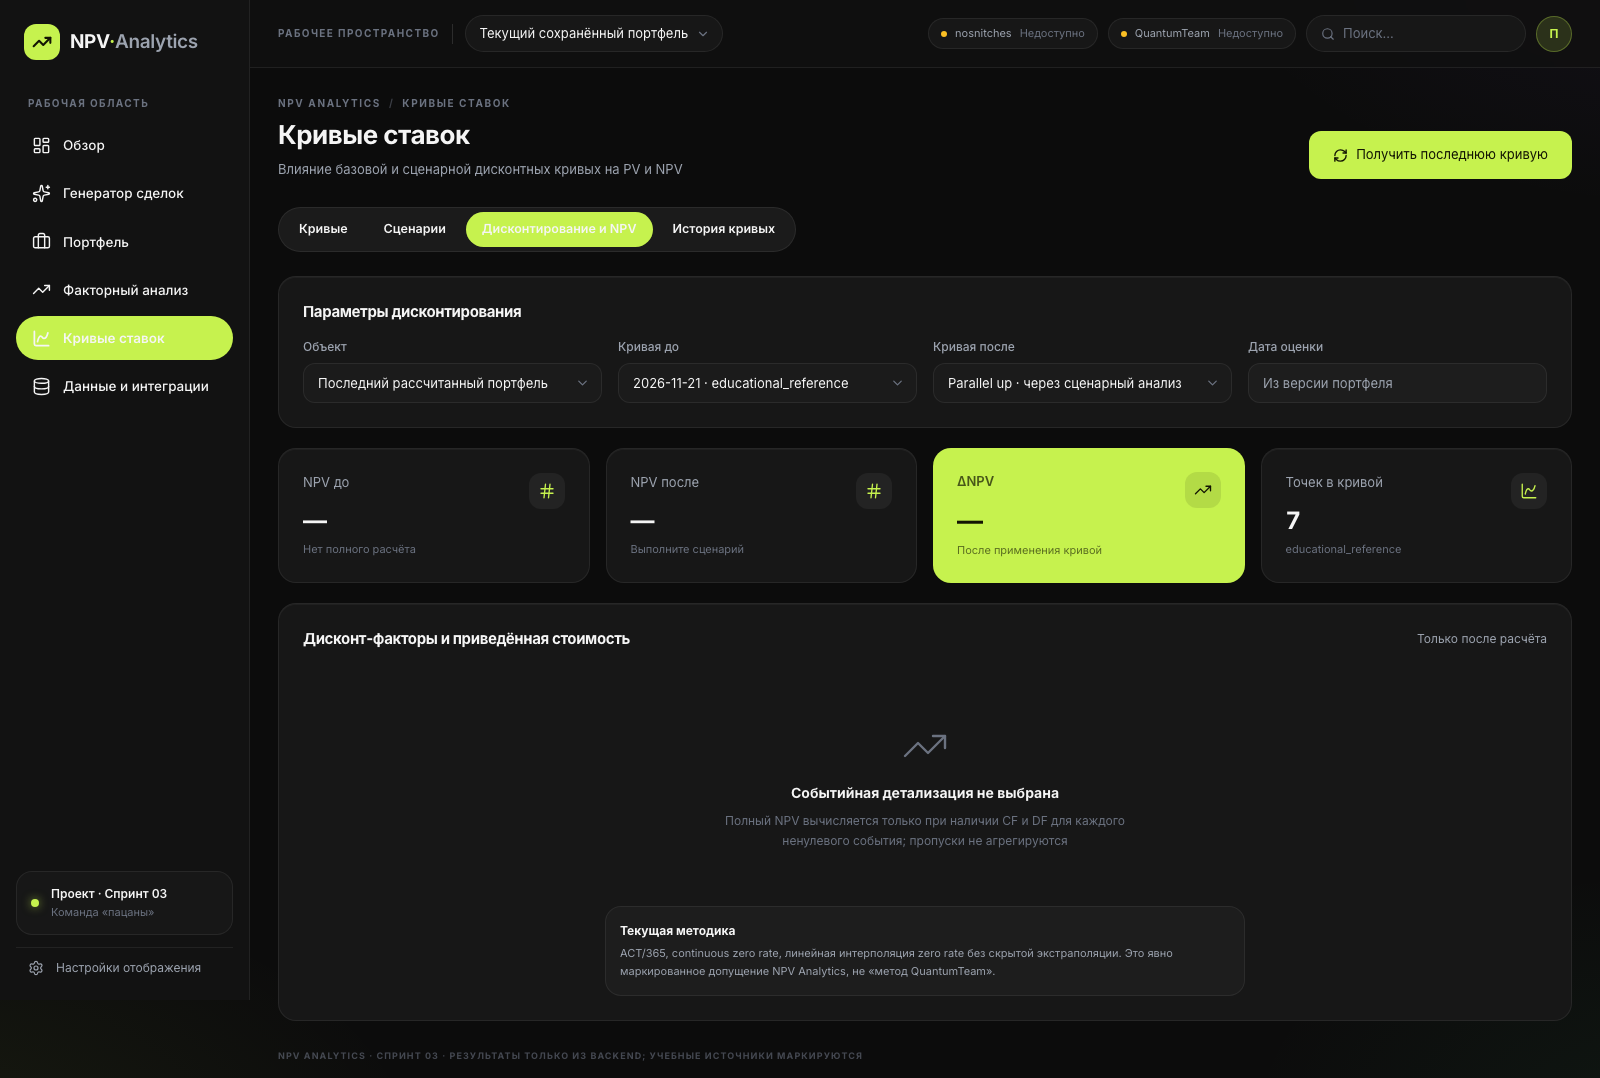 NPV·Analytics
РАБОЧЕЕ ПРОСТРАНСТВО
Текущий сохранённый портфель
nosnitches Недоступно
QuantumTeam Недоступно
Поиск...
П
РАБОЧАЯ ОБЛАСТЬ
Обзор
Генератор сделок
Портфель
Факторный анализ
Кривые ставок
Данные и интеграции
Проект · Спринт 03
Команда «пацаны»
Настройки отображения
NPV ANALYTICS / КРИВЫЕ СТАВОК
Кривые ставок
Влияние базовой и сценарной дисконтных кривых на PV и NPV
Получить последнюю кривую
Кривые
Сценарии
Дисконтирование и NPV
История кривых
Параметры дисконтирования
Объект
Кривая до
Кривая после
Дата оценки
Последний рассчитанный портфель
2026-11-21 · educational_reference
Parallel up · через сценарный анализ
Из версии портфеля
NPV до
—
Нет полного расчёта
NPV после
—
Выполните сценарий
ΔNPV
—
После применения кривой
Точек в кривой
7
educational_reference
Дисконт-факторы и приведённая стоимость
Только после расчёта
Событийная детализация не выбрана
Полный NPV вычисляется только при наличии CF и DF для каждого
ненулевого события; пропуски не агрегируются
Текущая методика
ACT/365, continuous zero rate, линейная интерполяция zero rate без скрытой экстраполяции. Это явно
маркированное допущение NPV Analytics, не «метод QuantumTeam».
NPV ANALYTICS · СПРИНТ 03 · РЕЗУЛЬТАТЫ ТОЛЬКО ИЗ BACKEND; УЧЕБНЫЕ ИСТОЧНИКИ МАРКИРУЮТСЯ